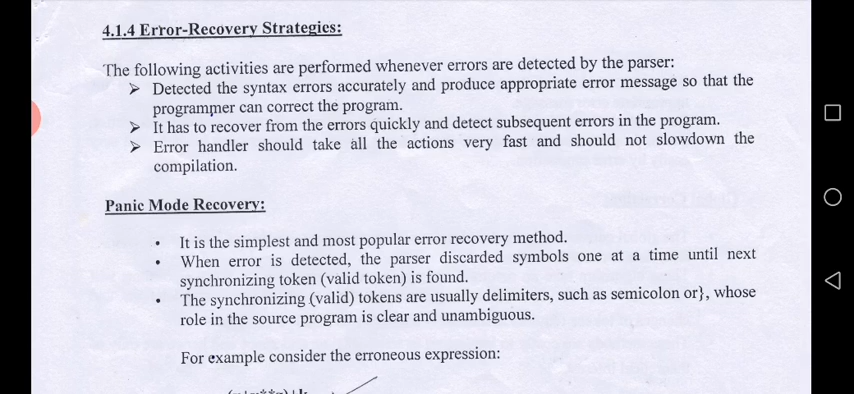 4.1.4 Error-Recovery Strategies:
The following activities are performed whenever errors are detected by the parser:
➤ Detected the syntax errors accurately and produce appropriate error message so that the
programmer can correct the program.
➤ It has to recover from the errors quickly and detect subsequent errors in the program.
➤ Error handler should take all the actions very fast and should not slowdown the
compilation.
Panic Mode Recovery:
• It is the simplest and most popular error recovery method.
• When error is detected, the parser discarded symbols one at a time until next
synchronizing token (valid token) is found.
• The synchronizing (valid) tokens are usually delimiters, such as semicolon or}, whose
role in the source program is clear and unambiguous.
For example consider the erroneous expression: